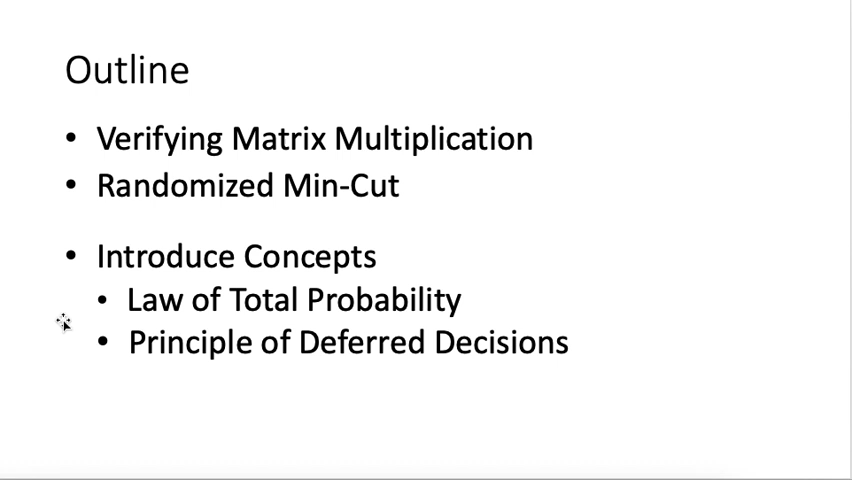 Outline
• Verifying Matrix Multiplication
• Randomized Min-Cut
• Introduce Concepts
• Law of Total Probability
• Principle of Deferred Decisions